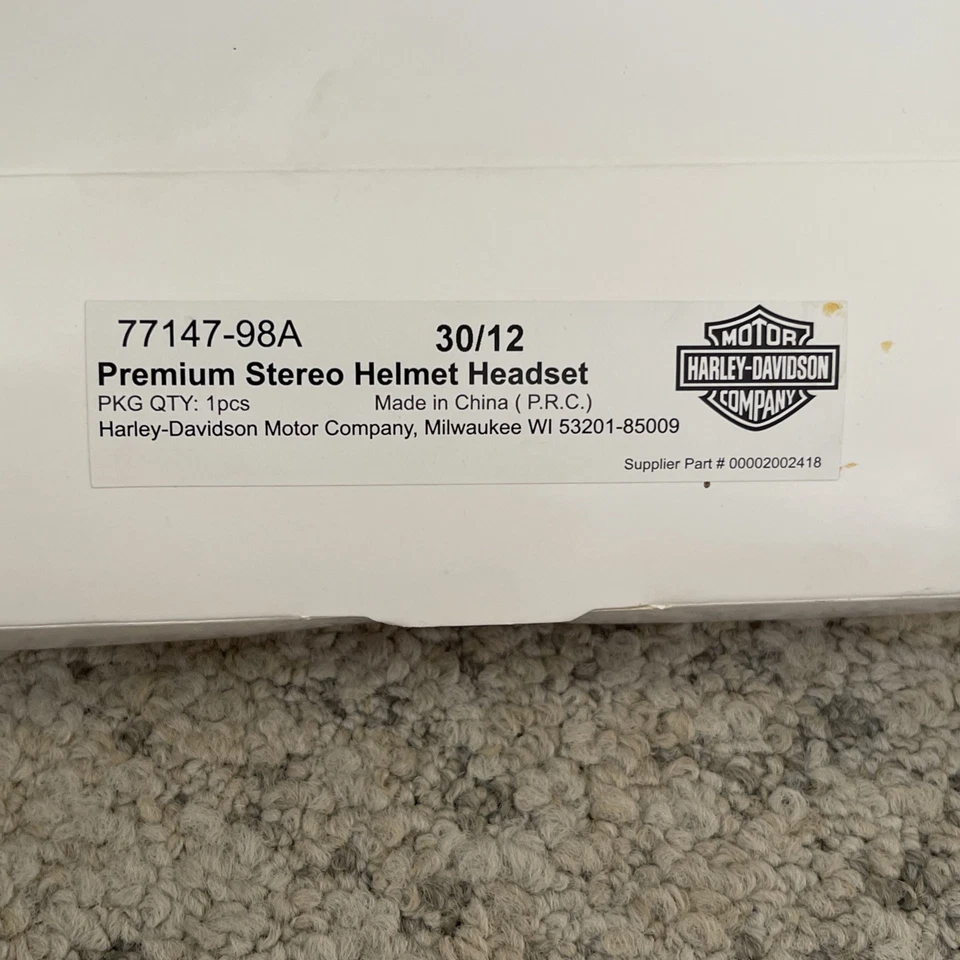 77147-98A 30/12
Premium Stereo Helmet Headset
PKG QTY: 1pcs Made in China ( P.R.C.)
Harley-Davidson Motor Company, Milwaukee WI 53201-85009
Supplier Part # 00002002418
MOTOR
HARLEY-DAVIDSON
COMPANY